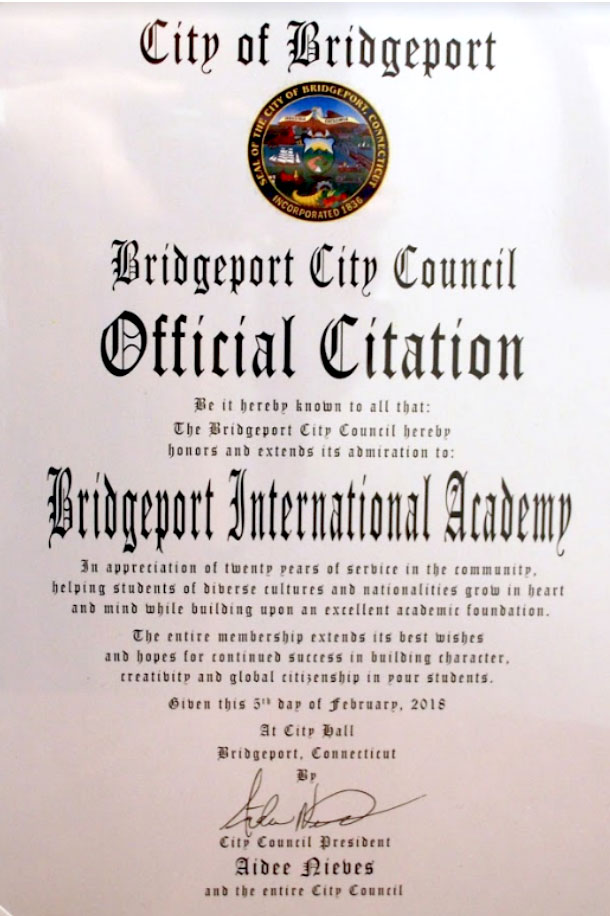 City of Bridgeport
SEAL OF THE CITY OF BRIDGEPORT, CONNECTICUT
INCORPORATED 1836
Bridgeport City Council
Official Citation
Be it hereby known to all that:
The Bridgeport City Council hereby
honors and extends its admiration to:
Bridgeport International Academy
In appreciation of twenty years of service in the community,
helping students of diverse cultures and nationalities grow in heart
and mind while building upon an excellent academic foundation.
The entire membership extends its best wishes
and hopes for continued success in building character,
creativity and global citizenship in your students.
Given this 5th day of February, 2018
At City Hall
Bridgeport, Connecticut
By
City Council President
Aidee Nieves
and the entire City Council